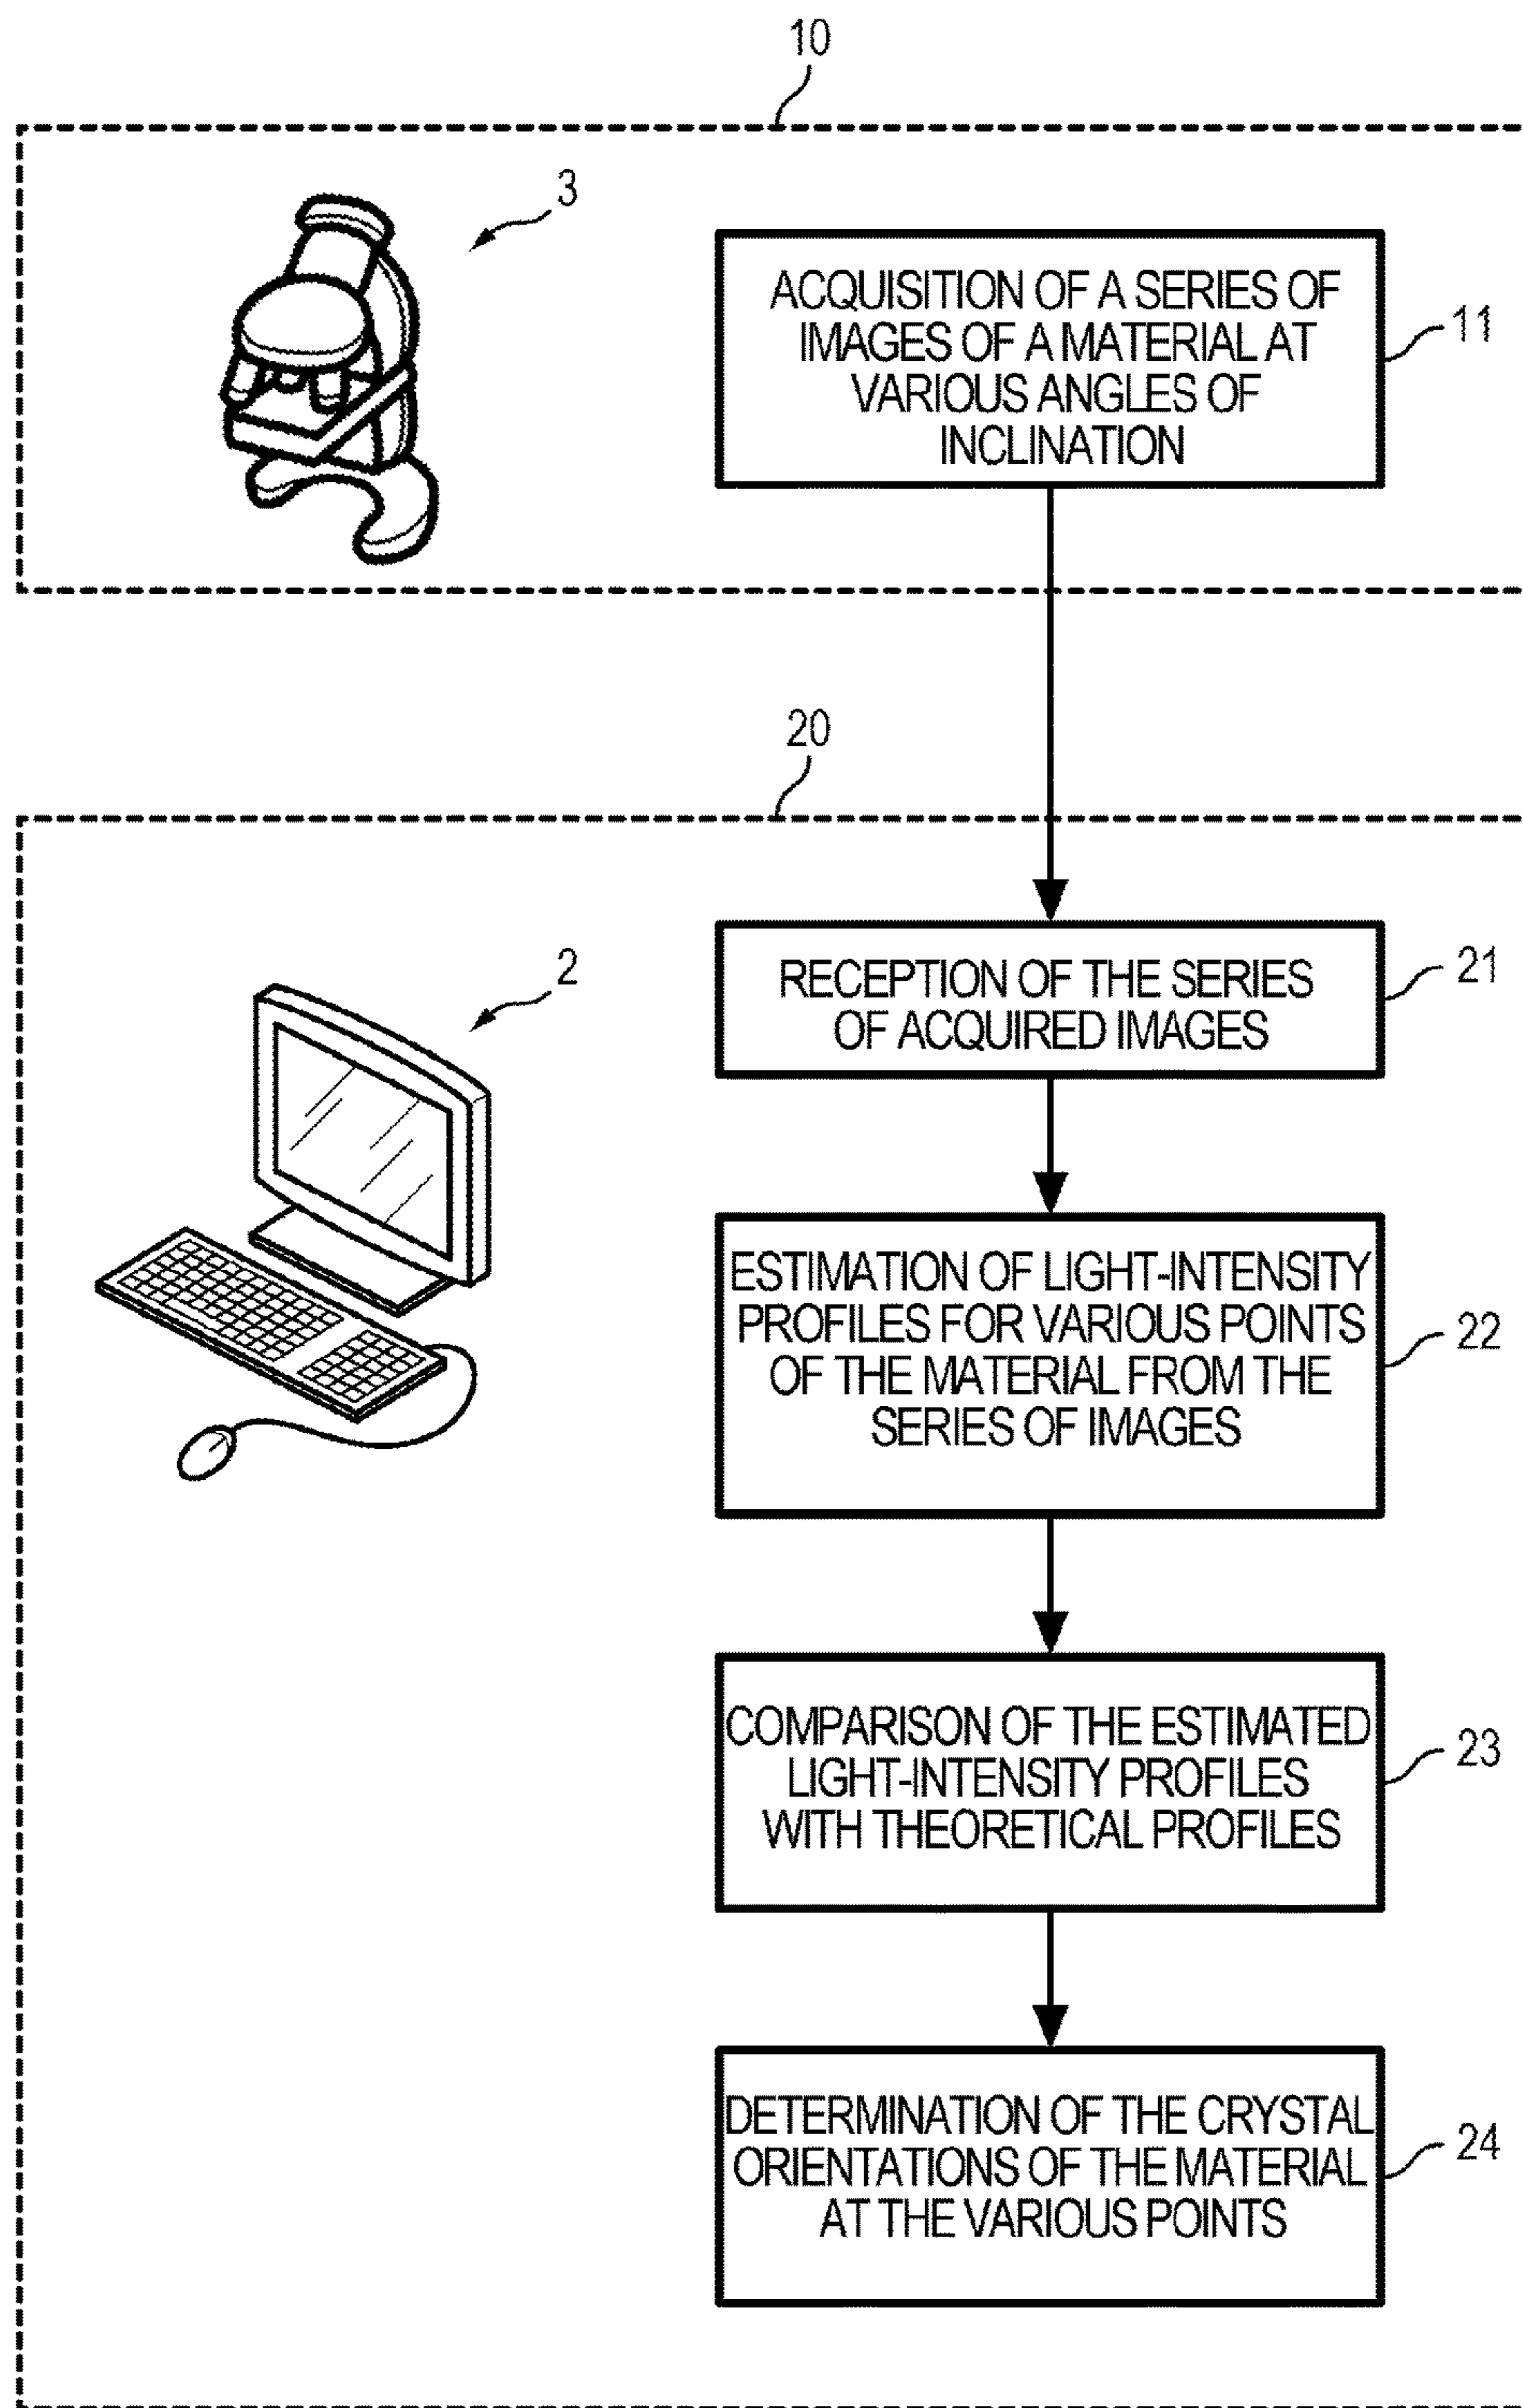 10
3
ACQUISITION OF A SERIES OF
IMAGES OF A MATERIAL AT
VARIOUS ANGLES OF
INCLINATION
11
20
2
RECEPTION OF THE SERIES
OF ACQUIRED IMAGES
21
ESTIMATION OF LIGHT-INTENSITY
PROFILES FOR VARIOUS POINTS
OF THE MATERIAL FROM THE
SERIES OF IMAGES
22
COMPARISON OF THE ESTIMATED
LIGHT-INTENSITY PROFILES
WITH THEORETICAL PROFILES
23
DETERMINATION OF THE CRYSTAL
ORIENTATIONS OF THE MATERIAL
AT THE VARIOUS POINTS
24